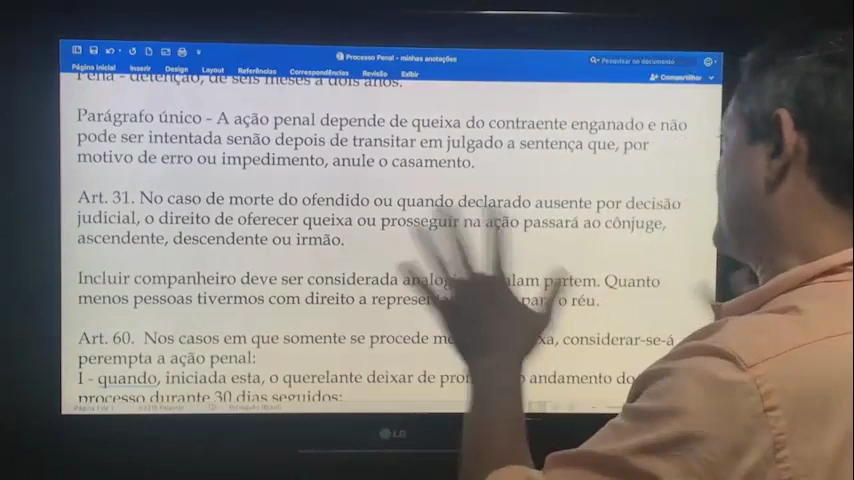 Processo Penal - minhas anotações
Pesquisar no documento
Página Inicial Inserir Design Layout Referências Correspondências Revisão Exibir
Compartilhar
Pena - detenção, de seis meses a dois anos.
Parágrafo único - A ação penal depende de queixa do contraente enganado e não
pode ser intentada senão depois de transitar em julgado a sentença que, por
motivo de erro ou impedimento, anule o casamento.
Art. 31. No caso de morte do ofendido ou quando declarado ausente por decisão
judicial, o direito de oferecer queixa ou prosseguir na ação passará ao cônjuge,
ascendente, descendente ou irmão.
Incluir companheiro deve ser considerada partem. Quanto
menos pessoas tivermos com direito a o réu.
Art. 60. Nos casos em que somente se procede considerar-se-á
perempta a ação penal:
I - quando, iniciada esta, o querelante deixar de andamento do
processo durante 30 dias seguidos;
LG